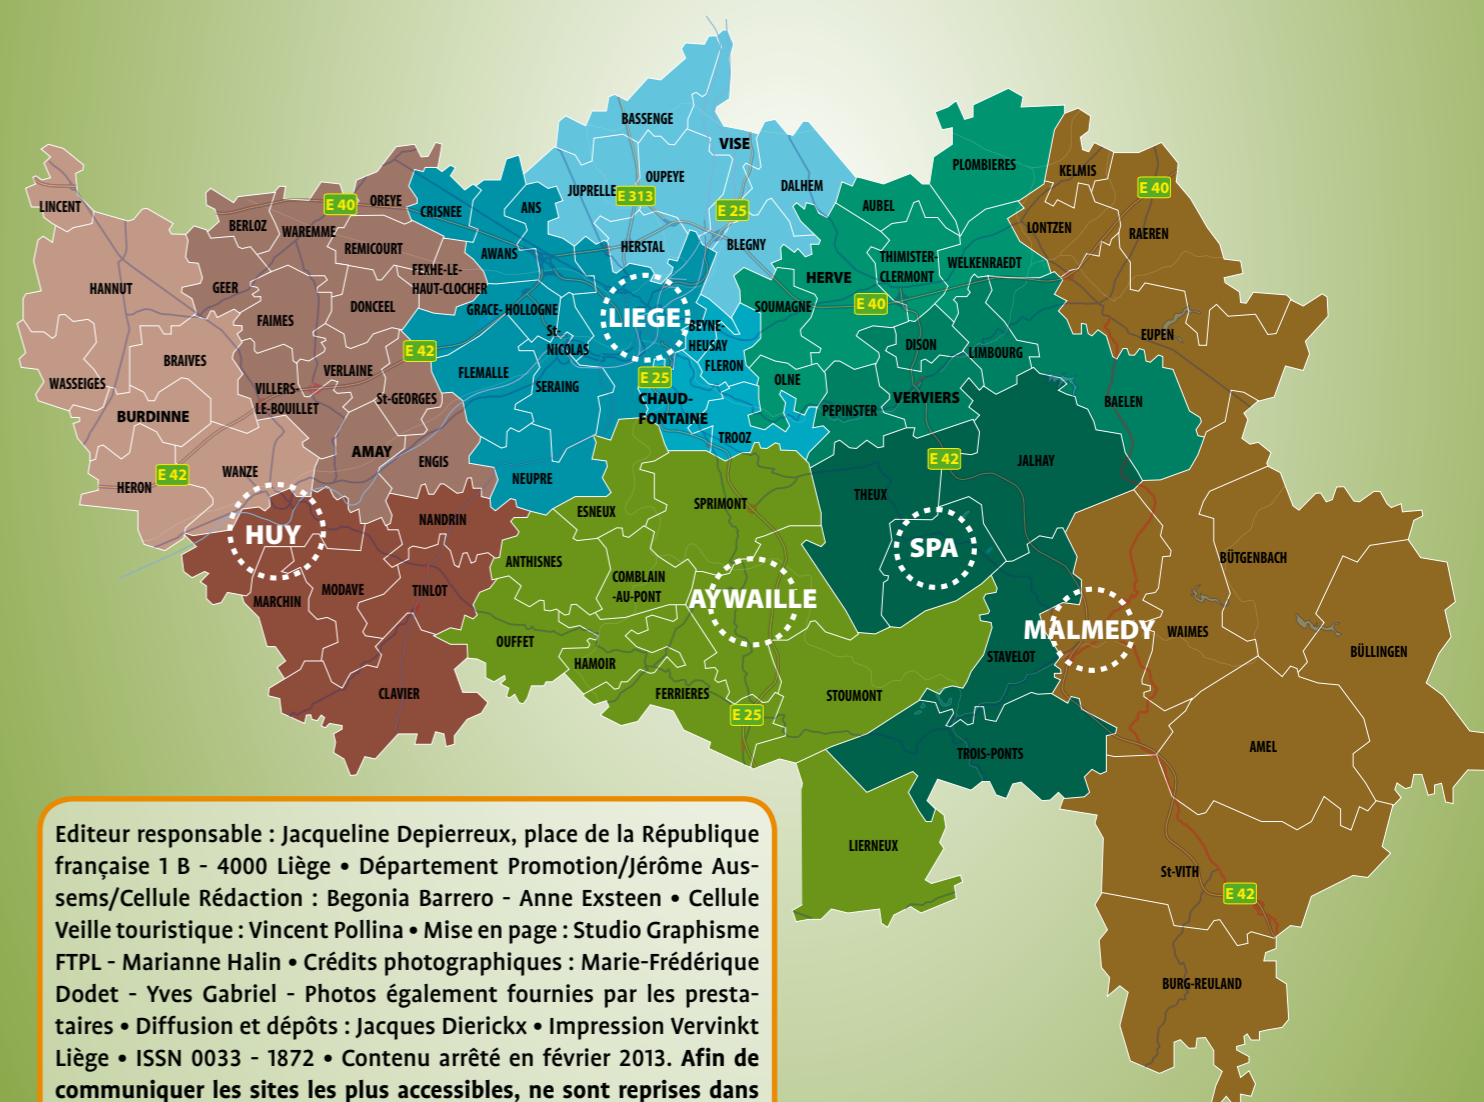 BASSENGE
VISE
PLOMBIERES
KELMIS
E 40
OUPEYE
JUPRELLE
E 313
DALHEM
LINCENT
E 40
OREYE
CRISNEE
ANS
E 25
AUBEL
BERLOZ
WAREMME
LONTZEN
RAEREN
REMICOURT
AWANS
HERSTAL
BLEGNY
THIMISTER-
CLERMONT
WELKENRAEDT
FEXHE-LE-
HAUT-CLOCHER
HERVE
HANNUT
GEER
DONCEEL
GRACE- HOLLOGNE
SOUMAGNE
E 40
FAIMES
LIEGE
St-
NICOLAS
BEYNE-
HEUSAY
DISON
LIMBOURG
EUPEN
E 42
BRAIVES
VERLAINE
FLEMALLE
FLERON
WASSEIGES
VILLERS-
LE-BOUILLET
St-GEORGES
SERAING
E 25
CHAUD-
FONTAINE
OLNE
PEPINSTER
VERVIERS
BAELEN
BURDINNE
AMAY
ENGIS
TROOZ
E 42
JALHAY
HERON
E 42
WANZE
NEUPRE
NANDRIN
ESNEUX
SPRIMONT
THEUX
HUY
SPA
ANTHISNES
COMBLAIN
-AU-PONT
BÜTGENBACH
MARCHIN
MODAVE
TINLOT
AYWAILLE
MALMEDY
WAIMES
OUFFET
HAMOIR
STAVELOT
BÜLLINGEN
CLAVIER
FERRIERES
STOUMONT
E 25
TROIS-PONTS
AMEL
LIERNEUX
St-VITH
E 42
BURG-REULAND
Editeur responsable : Jacqueline Depierreux, place de la République
française 1 B - 4000 Liège • Département Promotion/Jérôme Aus-
sems/Cellule Rédaction : Begonia Barrero - Anne Exsteen • Cellule
Veille touristique : Vincent Pollina • Mise en page : Studio Graphisme
FTPL - Marianne Halin • Crédits photographiques : Marie-Frédérique
Dodet - Yves Gabriel - Photos également fournies par les presta-
taires • Diffusion et dépôts : Jacques Dierickx • Impression Vervinkt
Liège • ISSN 0033 - 1872 • Contenu arrêté en février 2013. Afin de
communiquer les sites les plus accessibles, ne sont reprises dans